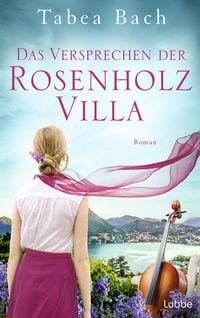 Tabea Bach
DAS VERSPRECHEN DER
ROSENHOLZ
VILLA
Roman
Lübbe